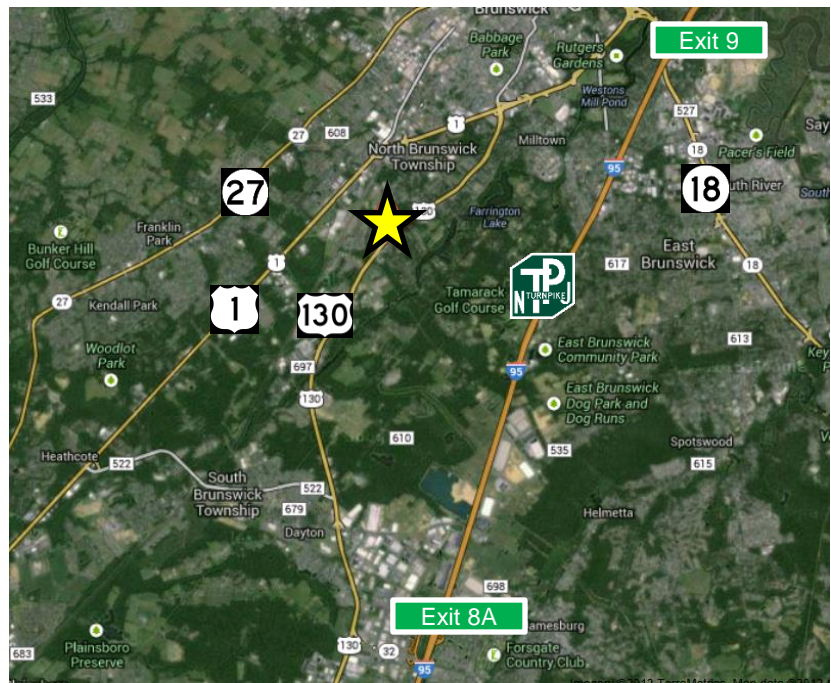 Brunswick
Exit 9
Babbage
Park
Rutgers
Gardens
533
Westons
Mill Pond
527
27
608
1
Milltown
18
Say
North Brunswick
Township
Pacer's Field
95
27
18
uth River
130
South
Farrington
Lake
Franklin
Park
Bunker Hill
Golf Course
1
617
East
Brunswick
18
27
Kendall Park
1
130
Tamarack
Golf Course
N TP J
TURNPIKE
613
Woodlot
Park
East Brunswick
Community Park
Key
697
95
130
East Brunswick
Dog Park and
Dog Runs
610
535
Spotswood
615
Heathcote
522
South
Brunswick
Township
522
679
Dayton
Helmetta
698
Exit 8A
amesburg
Plainsboro
Preserve
683
130
32
95
Forsgate
Country Club